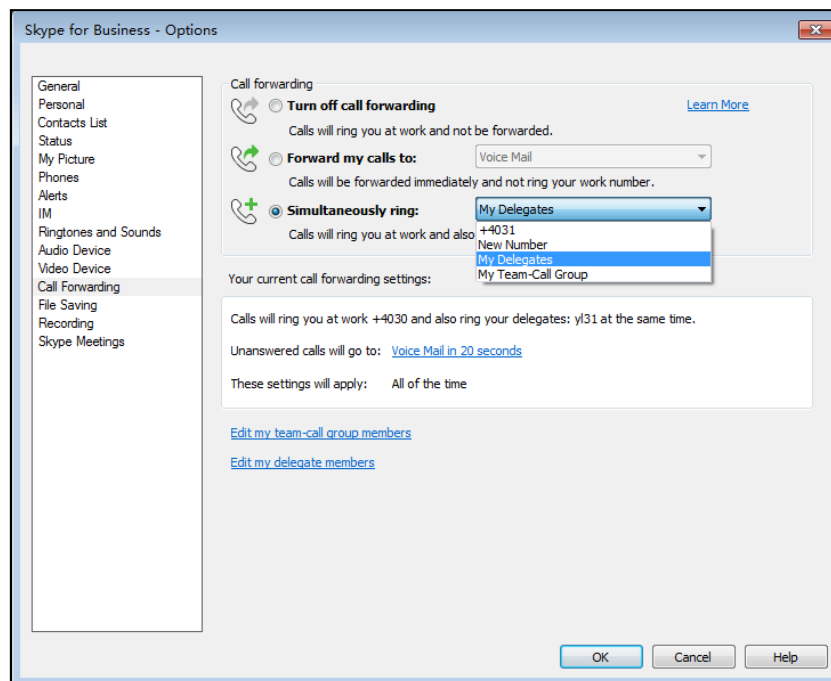 Skype for Business - Options
General
Personal
Contacts List
Status
My Picture
Phones
Alerts
IM
Ringtones and Sounds
Audio Device
Video Device
Call Forwarding
File Saving
Recording
Skype Meetings
Call forwarding
Turn off call forwarding Learn More
Calls will ring you at work and not be forwarded.
Forward my calls to: Voice Mail
Calls will be forwarded immediately and not ring your work number.
Simultaneously ring: My Delegates
Calls will ring you at work and also
+4031
New Number
My Delegates
My Team-Call Group
Your current call forwarding settings:
Calls will ring you at work +4030 and also ring your delegates: yl31 at the same time.
Unanswered calls will go to: Voice Mail in 20 seconds
These settings will apply: All of the time
Edit my team-call group members
Edit my delegate members
OK Cancel Help